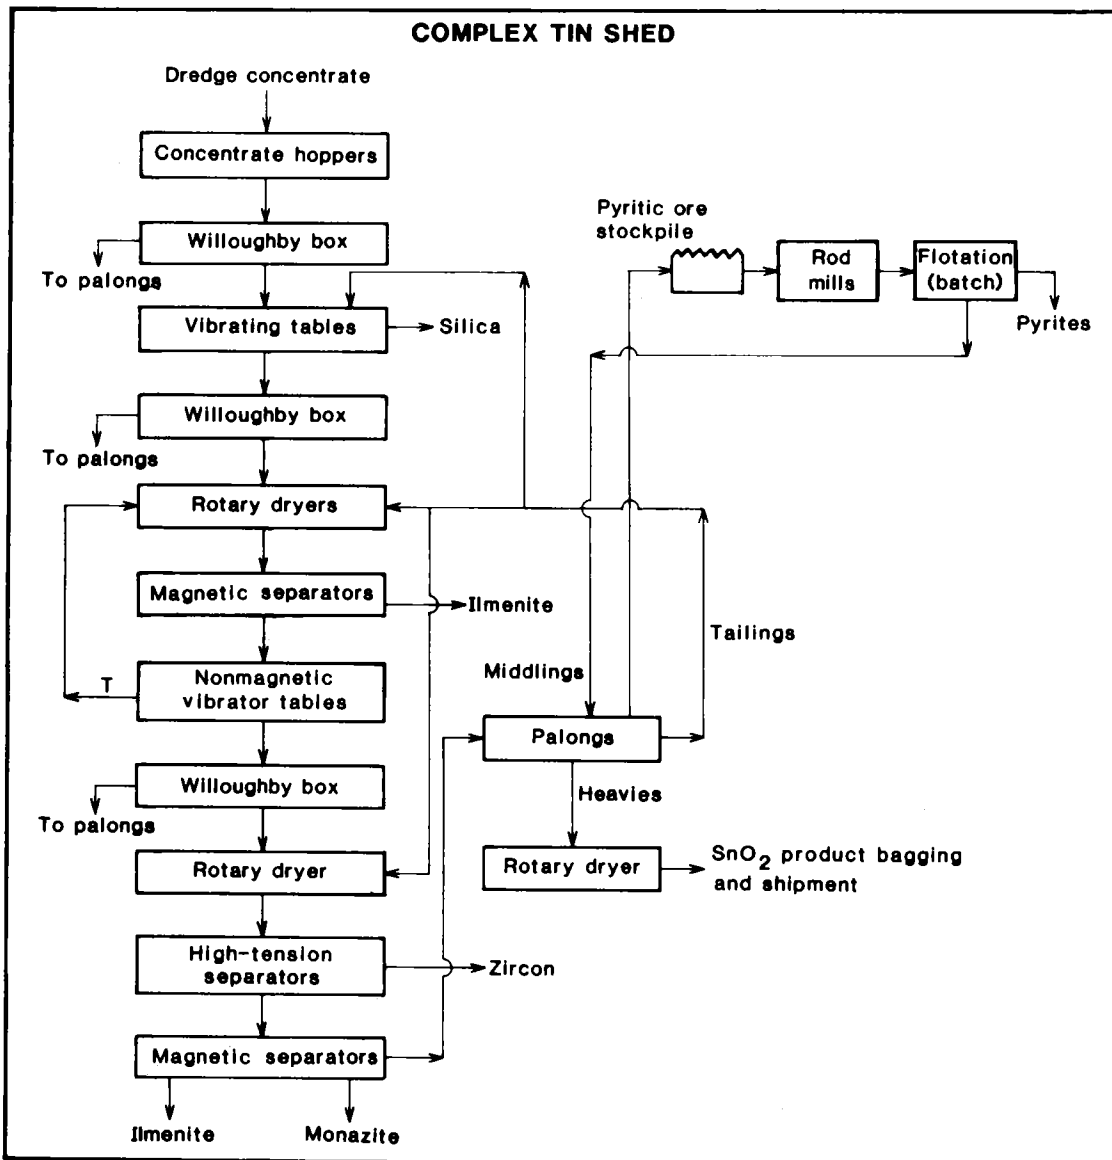 COMPLEX TIN SHED
Dredge concentrate
Concentrate hoppers
Willoughby box
To palongs
Vibrating tables
Silica
Willoughby box
To palongs
Rotary dryers
Magnetic separators
Ilmenite
T
Nonmagnetic
vibrator tables
Willoughby box
To palongs
Rotary dryer
High-tension
separators
Zircon
Magnetic separators
Ilmenite
Monazite
Pyritic ore
stockpile
Rod
mills
Flotation
(batch)
Pyrites
Middlings
Tailings
Palongs
Heavies
Rotary dryer
SnO₂ product bagging
and shipment